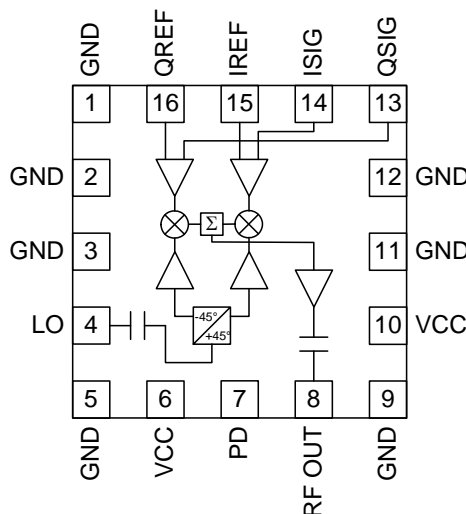 GND
QREF
IREF
ISIG
QSIG
1
16
15
14
13
GND
2
12
GND
Σ
GND
3
11
GND
LO
4
-45°
+45°
10
VCC
5
6
7
8
9
GND
VCC
PD
RF OUT
GND